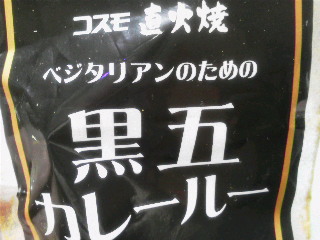 コスモ 直火焼
ベジタリアンのための
黒五
カレールー